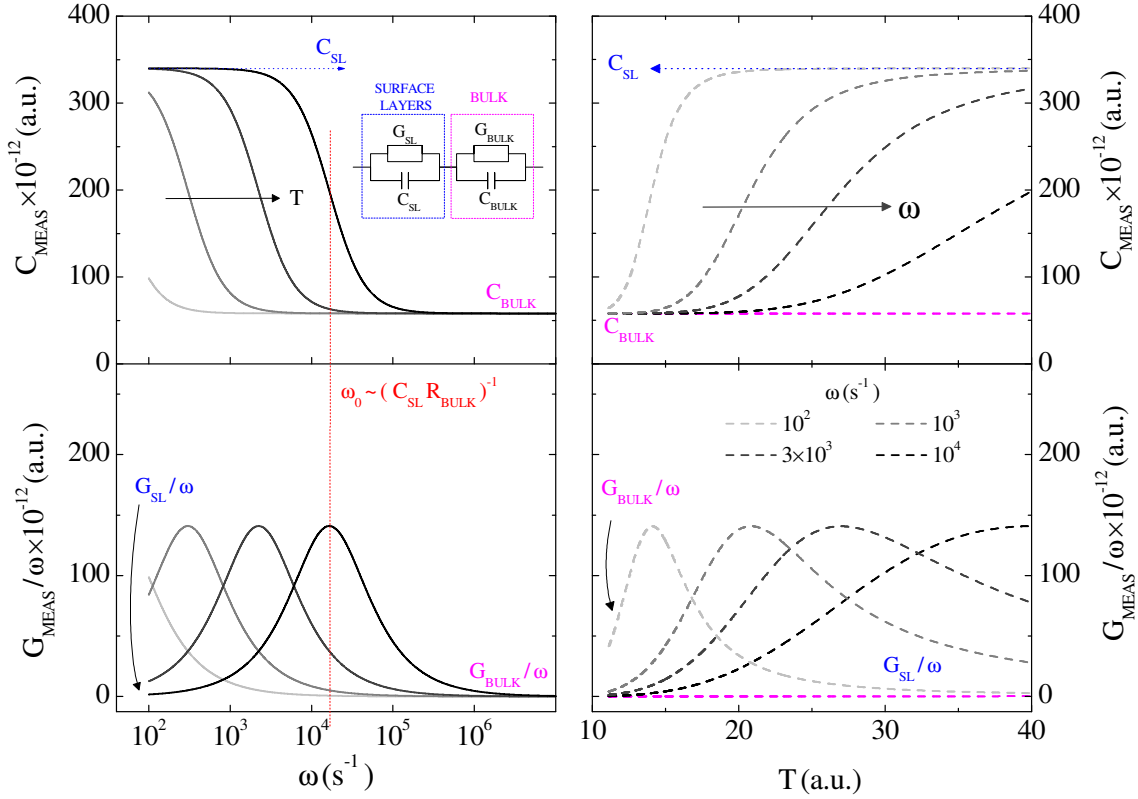 400
300
200
100
0
C_MEAS×10^-12 (a.u.)
C_SL
SURFACE
LAYERS
BULK
G_SL
G_BULK
C_SL
C_BULK
T
C_BULK
200
100
0
G_MEAS/ω×10^-12 (a.u.)
ω_0~(C_SL R_BULK)^-1
G_SL/ω
G_BULK/ω
10^2
10^3
10^4
10^5
10^6
ω(s^-1)
C_SL
ω
C_BULK
400
300
200
100
0
C_MEAS×10^-12 (a.u.)
ω(s^-1)
10^2
10^3
3×10^3
10^4
G_BULK/ω
G_SL/ω
200
100
0
G_MEAS/ω×10^-12 (a.u.)
10
20
30
40
T (a.u.)